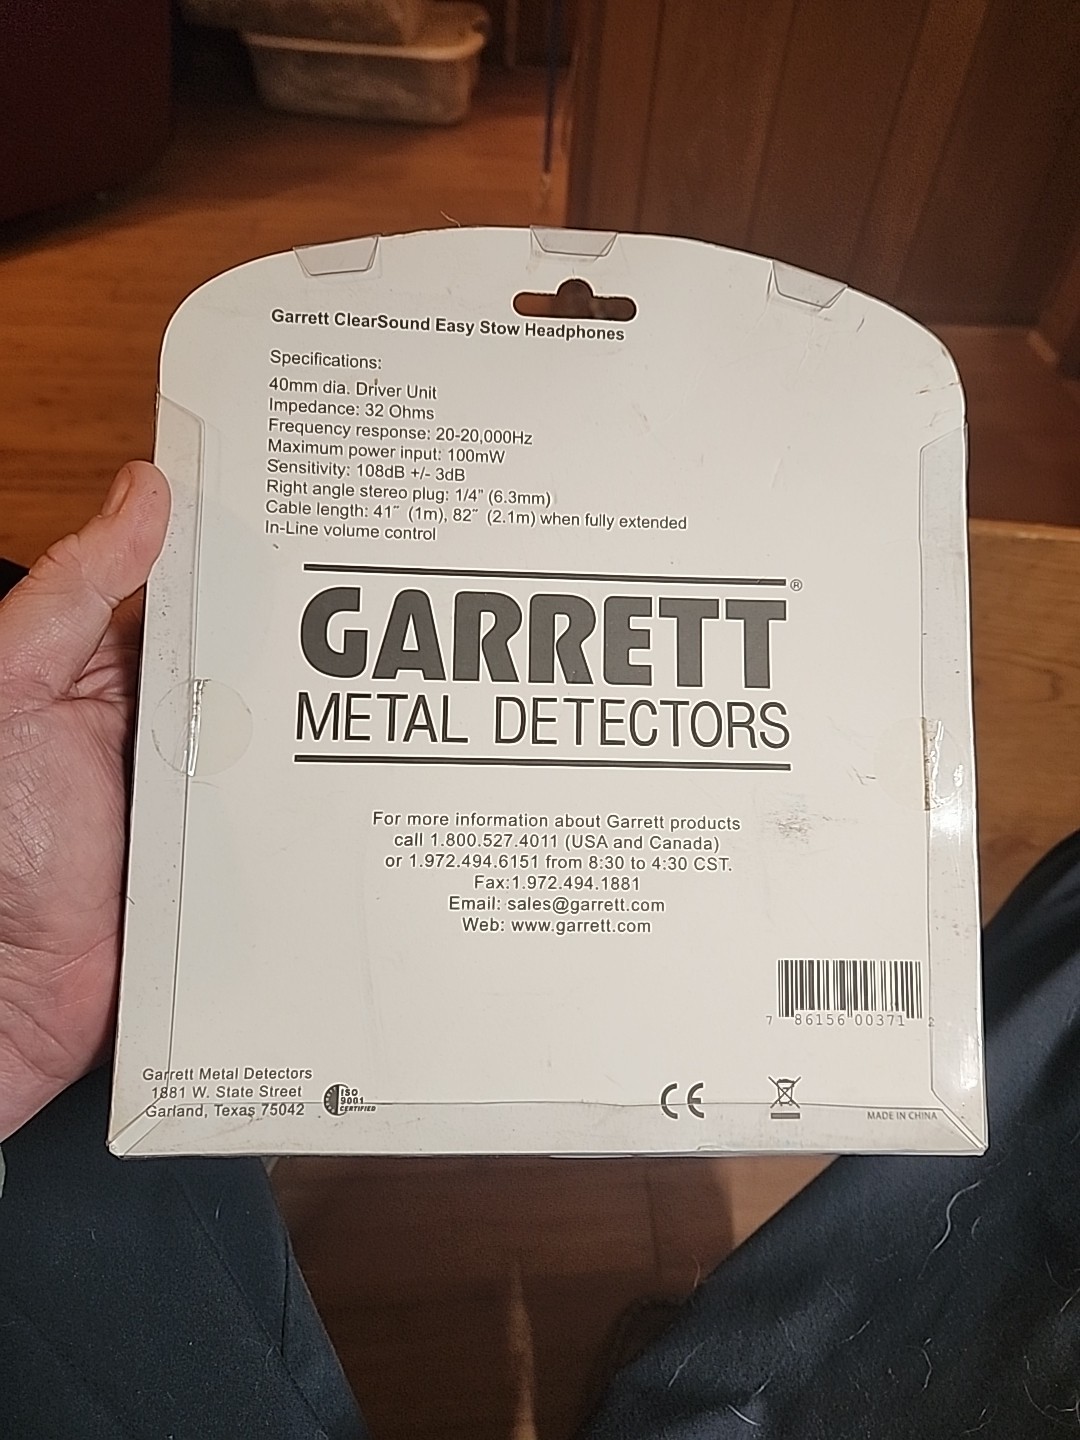 Garrett ClearSound Easy Stow Headphones
Specifications:
40mm dia. Driver Unit
Impedance: 32 Ohms
Frequency response: 20-20,000Hz
Maximum power input: 100mW
Sensitivity: 108dB +/- 3dB
Right angle stereo plug: 1/4" (6.3mm)
Cable length: 41˝ (1m), 82˝ (2.1m) when fully extended
In-Line volume control
GARRETT®
METAL DETECTORS
For more information about Garrett products
call 1.800.527.4011 (USA and Canada)
or 1.972.494.6151 from 8:30 to 4:30 CST.
Fax:1.972.494.1881
Email: sales@garrett.com
Web: www.garrett.com
7 86156 00371 2
Garrett Metal Detectors
1881 W. State Street
Garland, Texas 75042
ISO
9001
CERTIFIED
CE
MADE IN CHINA